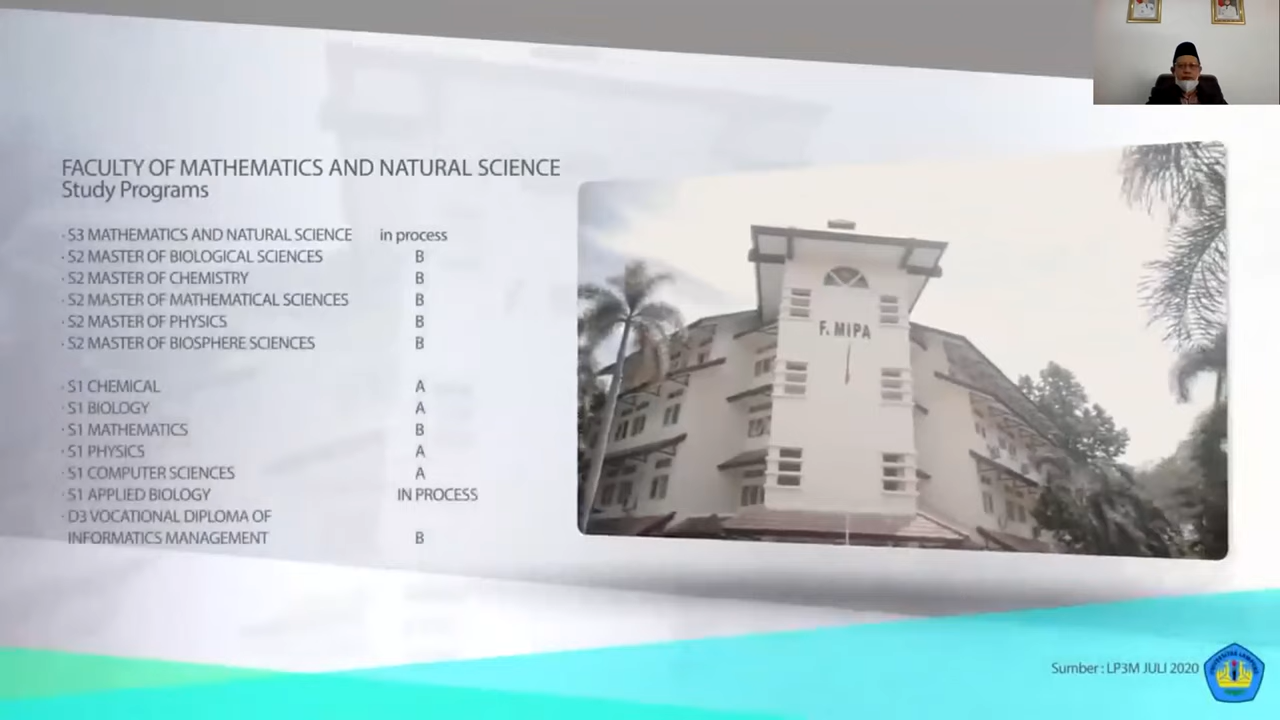 FACULTY OF MATHEMATICS AND NATURAL SCIENCE
Study Programs
· S3 MATHEMATICS AND NATURAL SCIENCE in process
· S2 MASTER OF BIOLOGICAL SCIENCES B
· S2 MASTER OF CHEMISTRY B
· S2 MASTER OF MATHEMATICAL SCIENCES B
· S2 MASTER OF PHYSICS B
· S2 MASTER OF BIOSPHERE SCIENCES B
· S1 CHEMICAL A
· S1 BIOLOGY A
· S1 MATHEMATICS B
· S1 PHYSICS A
· S1 COMPUTER SCIENCES A
· S1 APPLIED BIOLOGY IN PROCESS
· D3 VOCATIONAL DIPLOMA OF
INFORMATICS MANAGEMENT B
F. MIPA
Sumber : LP3M JULI 2020